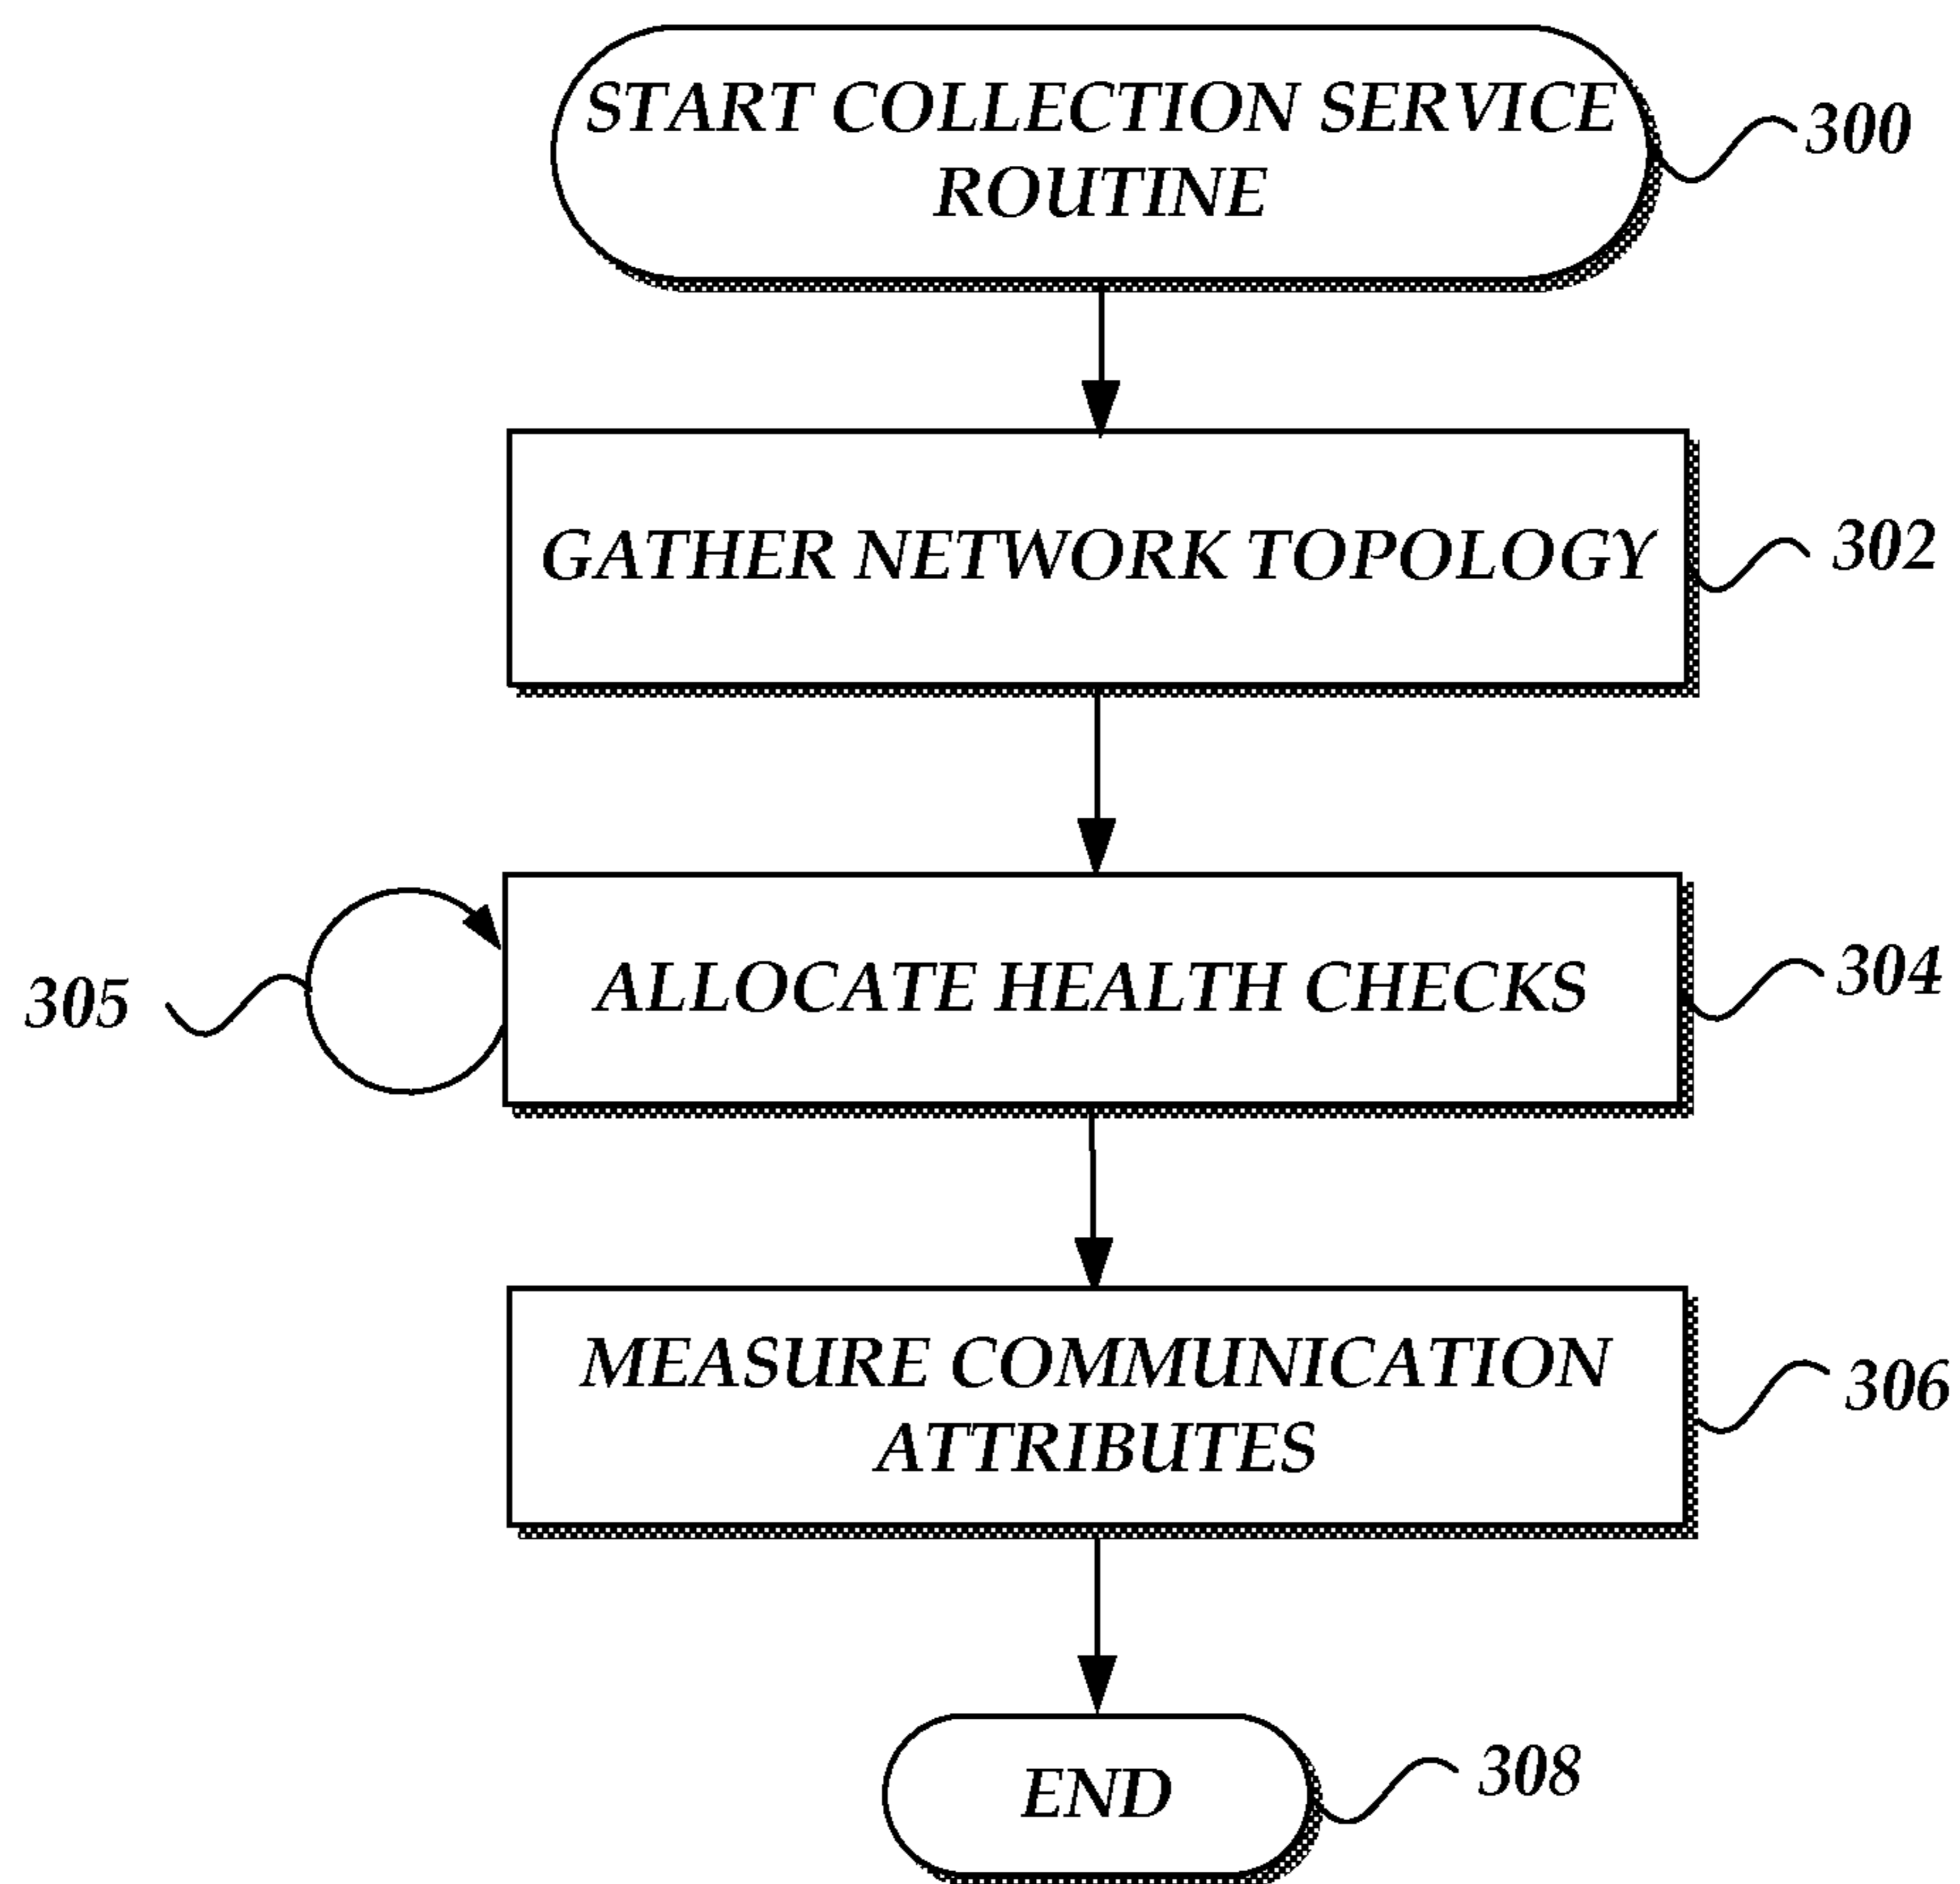 START COLLECTION SERVICE
ROUTINE
300
GATHER NETWORK TOPOLOGY
302
305
ALLOCATE HEALTH CHECKS
304
MEASURE COMMUNICATION
ATTRIBUTES
306
END
308